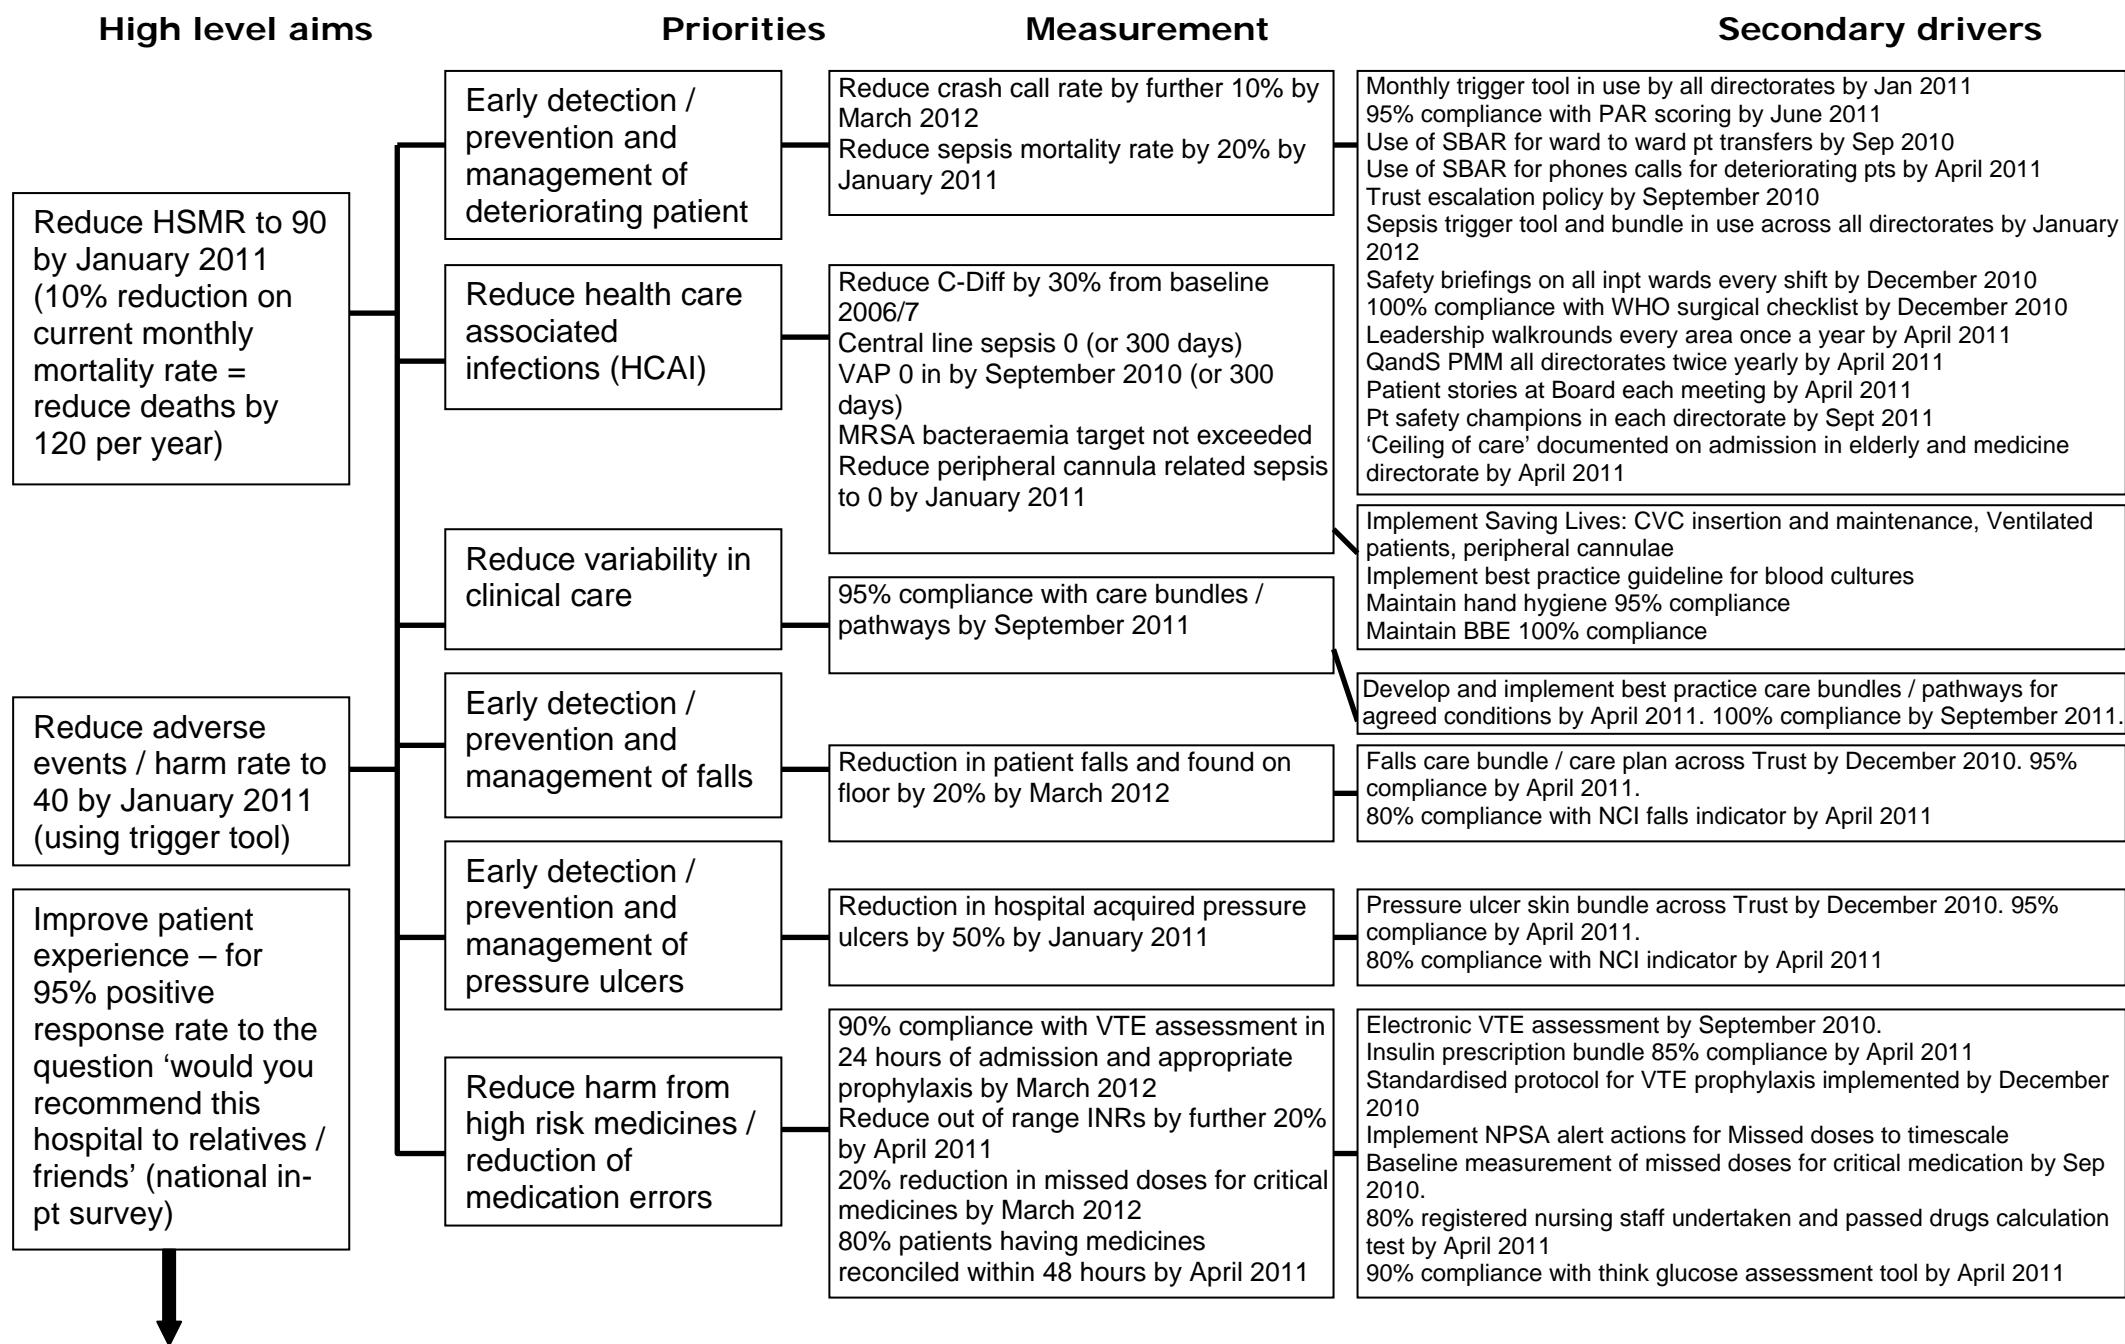 High level aims
Priorities
Measurement
Secondary drivers
Reduce HSMR to 90
by January 2011
(10% reduction on
current monthly
mortality rate =
reduce deaths by
120 per year)
Reduce adverse
events / harm rate to
40 by January 2011
(using trigger tool)
Improve patient
experience – for
95% positive
response rate to the
question ‘would you
recommend this
hospital to relatives /
friends’ (national in-
pt survey)
Early detection /
prevention and
management of
deteriorating patient
Reduce health care
associated
infections (HCAI)
Reduce variability in
clinical care
Early detection /
prevention and
management of falls
Early detection /
prevention and
management of
pressure ulcers
Reduce harm from
high risk medicines /
reduction of
medication errors
Reduce crash call rate by further 10% by
March 2012
Reduce sepsis mortality rate by 20% by
January 2011
Reduce C-Diff by 30% from baseline
2006/7
Central line sepsis 0 (or 300 days)
VAP 0 in by September 2010 (or 300
days)
MRSA bacteraemia target not exceeded
Reduce peripheral cannula related sepsis
to 0 by January 2011
95% compliance with care bundles /
pathways by September 2011
Reduction in patient falls and found on
floor by 20% by March 2012
Reduction in hospital acquired pressure
ulcers by 50% by January 2011
90% compliance with VTE assessment in
24 hours of admission and appropriate
prophylaxis by March 2012
Reduce out of range INRs by further 20%
by April 2011
20% reduction in missed doses for critical
medicines by March 2012
80% patients having medicines
reconciled within 48 hours by April 2011
Monthly trigger tool in use by all directorates by Jan 2011
95% compliance with PAR scoring by June 2011
Use of SBAR for ward to ward pt transfers by Sep 2010
Use of SBAR for phones calls for deteriorating pts by April 2011
Trust escalation policy by September 2010
Sepsis trigger tool and bundle in use across all directorates by January
2012
Safety briefings on all inpt wards every shift by December 2010
100% compliance with WHO surgical checklist by December 2010
Leadership walkrounds every area once a year by April 2011
QandS PMM all directorates twice yearly by April 2011
Patient stories at Board each meeting by April 2011
Pt safety champions in each directorate by Sept 2011
‘Ceiling of care’ documented on admission in elderly and medicine
directorate by April 2011
Implement Saving Lives: CVC insertion and maintenance, Ventilated
patients, peripheral cannulae
Implement best practice guideline for blood cultures
Maintain hand hygiene 95% compliance
Maintain BBE 100% compliance
Develop and implement best practice care bundles / pathways for
agreed conditions by April 2011. 100% compliance by September 2011.
Falls care bundle / care plan across Trust by December 2010. 95%
compliance by April 2011.
80% compliance with NCI falls indicator by April 2011
Pressure ulcer skin bundle across Trust by December 2010. 95%
compliance by April 2011.
80% compliance with NCI indicator by April 2011
Electronic VTE assessment by September 2010.
Insulin prescription bundle 85% compliance by April 2011
Standardised protocol for VTE prophylaxis implemented by December
2010
Implement NPSA alert actions for Missed doses to timescale
Baseline measurement of missed doses for critical medication by Sep
2010.
80% registered nursing staff undertaken and passed drugs calculation
test by April 2011
90% compliance with think glucose assessment tool by April 2011